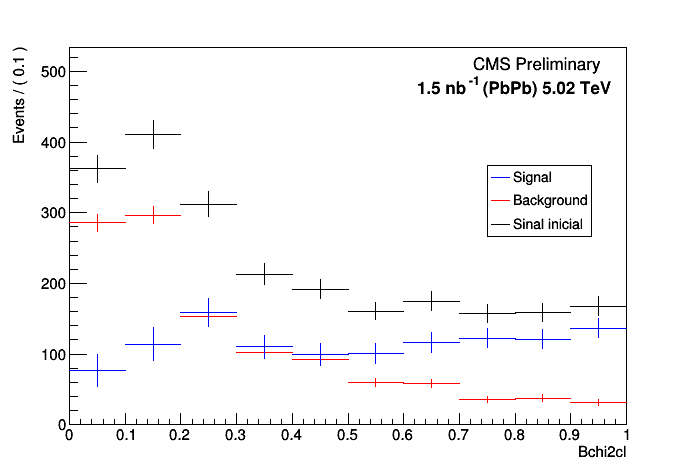 CMS Preliminary
1.5 nb-1 (PbPb) 5.02 TeV
Events / ( 0.1 )
500
400
300
200
100
0
Signal
Background
Sinal inicial
0 0.1 0.2 0.3 0.4 0.5 0.6 0.7 0.8 0.9 1
Bchi2cl